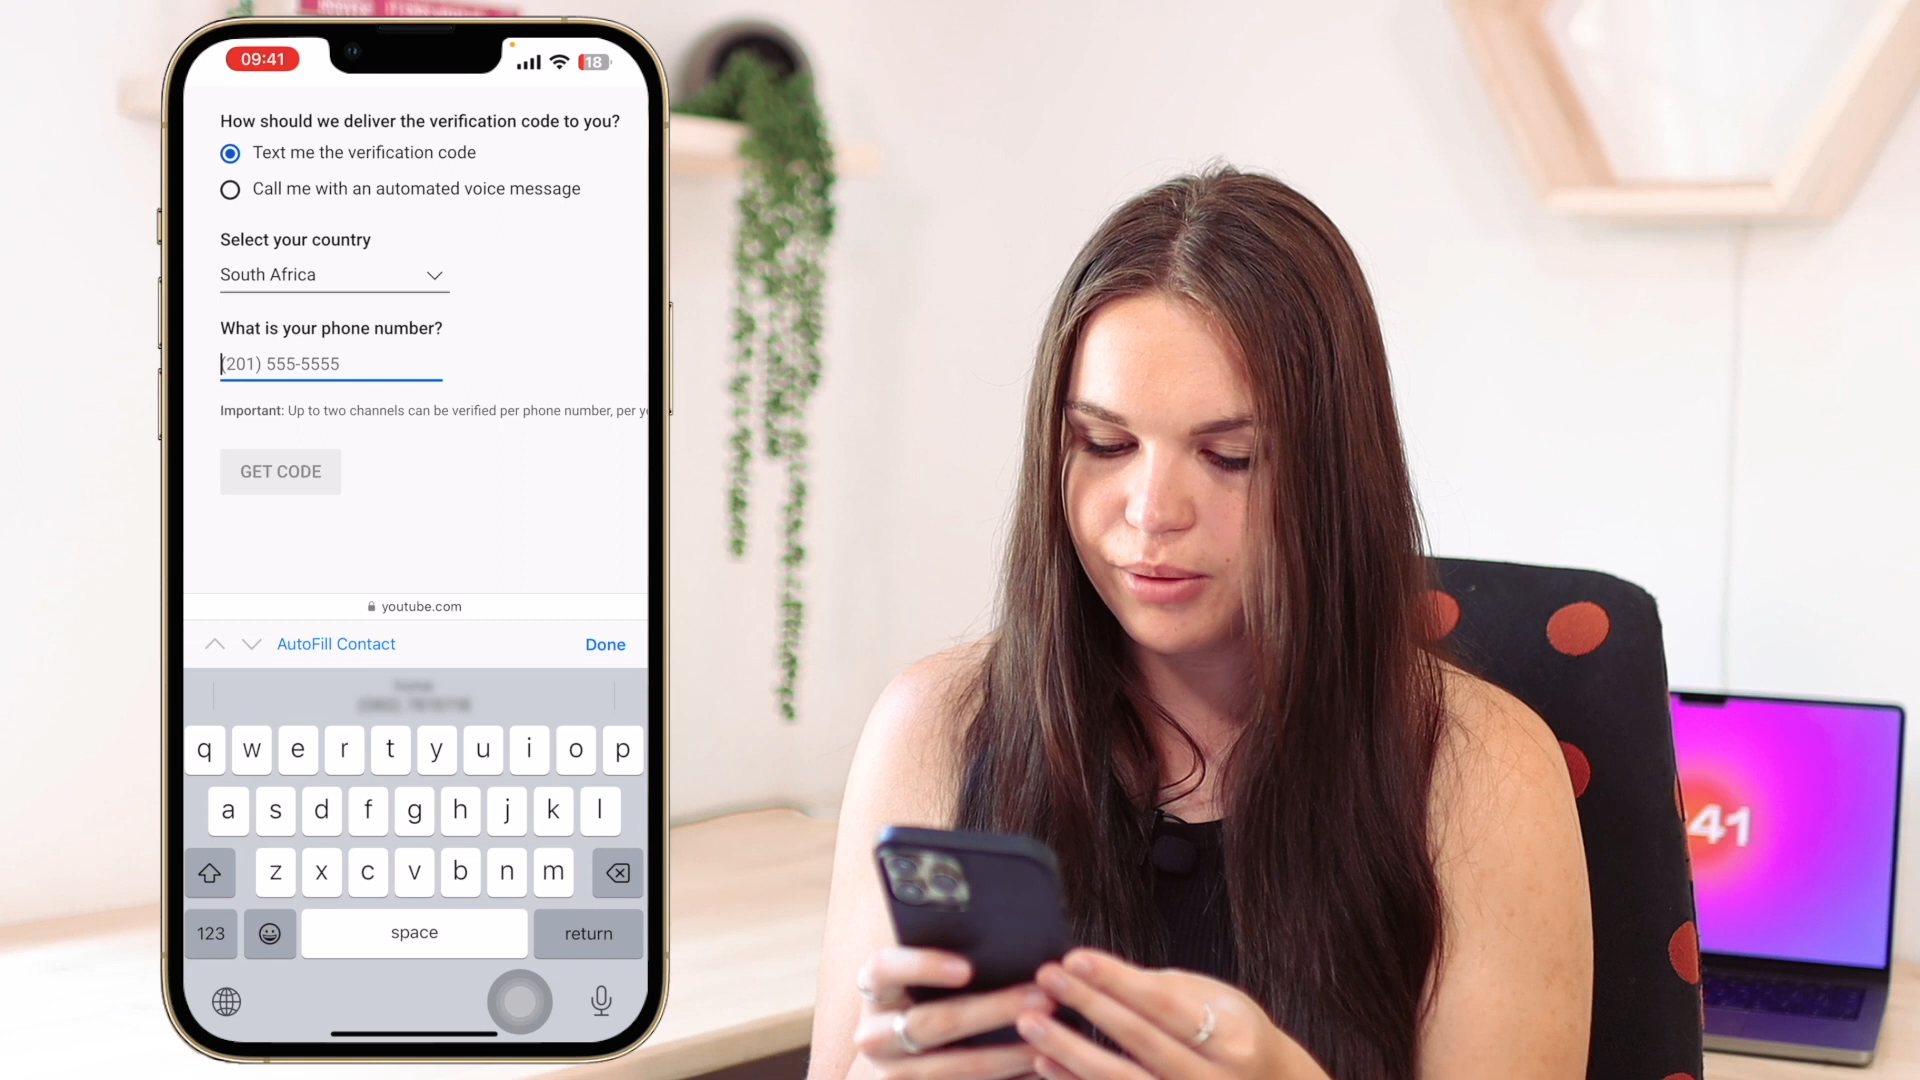 09:41
18
How should we deliver the verification code to you?
Text me the verification code
Call me with an automated voice message
Select your country
South Africa
What is your phone number?
(201) 555-5555
Important: Up to two channels can be verified per phone number, per
GET CODE
youtube.com
AutoFill Contact
Done
q w e r t y u i o p
a s d f g h j k l
z x c v b n m
123
space
return
41